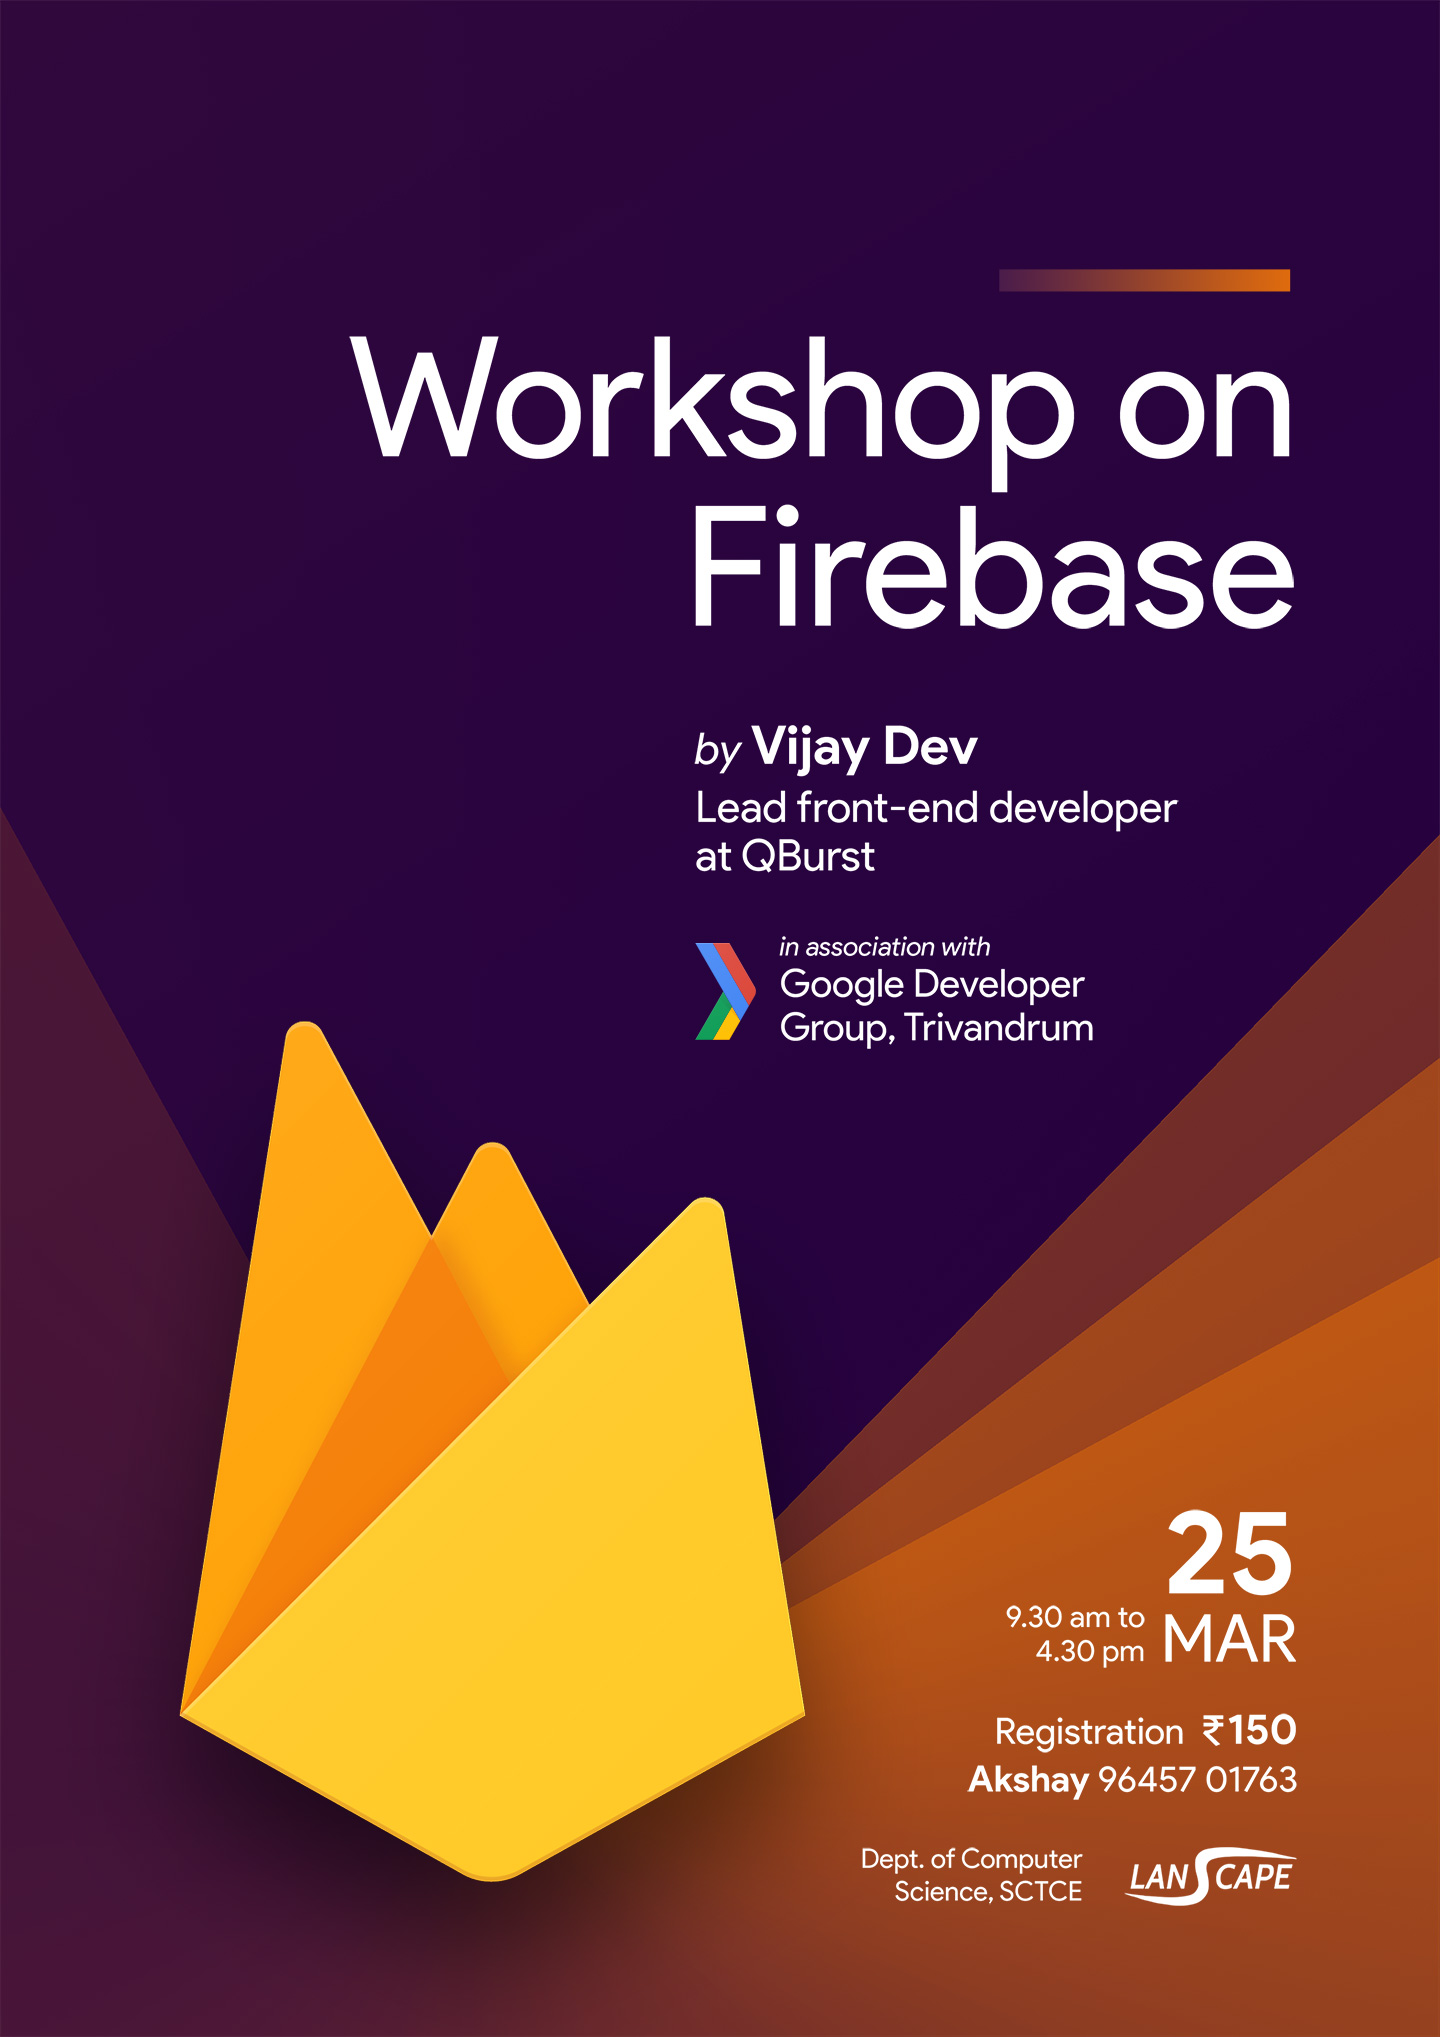 Workshop on
Firebase
by Vijay Dev
Lead front-end developer
at QBurst
in association with
Google Developer
Group, Trivandrum
25
MAR
9.30 am to
4.30 pm
Registration ₹150
Akshay 96457 01763
Dept. of Computer
Science, SCTCE
LANSCAPE